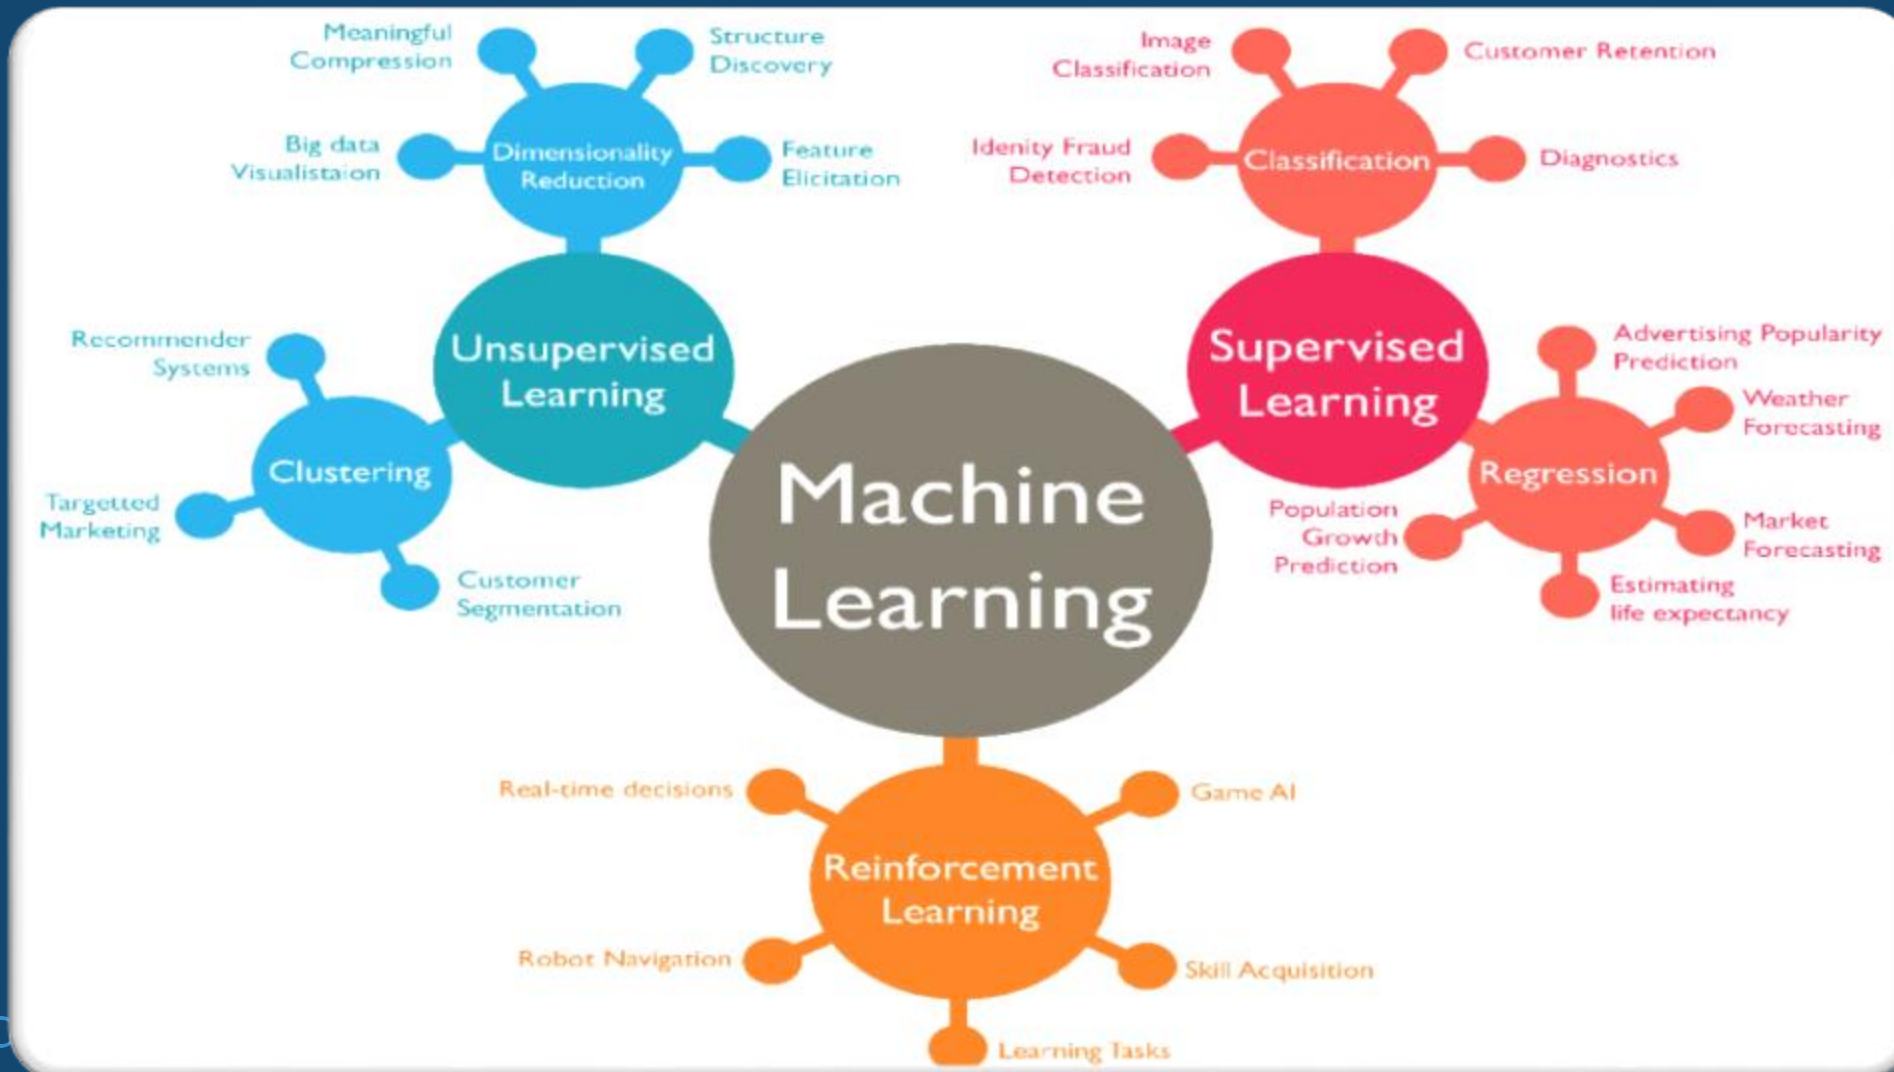 Meaningful
Compression
Structure
Discovery
Big data
Visualistaion
Dimensionality
Reduction
Feature
Elicitation
Image
Classification
Customer Retention
Idenity Fraud
Detection
Classification
Diagnostics
Recommender
Systems
Unsupervised
Learning
Clustering
Targetted
Marketing
Customer
Segmentation
Supervised
Learning
Advertising Popularity
Prediction
Weather
Forecasting
Regression
Population
Growth
Prediction
Market
Forecasting
Estimating
life expectancy
Machine
Learning
Real-time decisions
Game AI
Reinforcement
Learning
Robot Navigation
Skill Acquisition
Learning Tasks